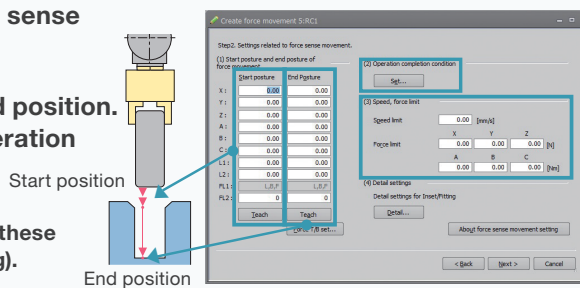 sense
d position.
eration
Start position
these
g).
End position
Create force movement 5:RC1
Step2. Settings related to force sense movement.
(1) Start posture and end posture of
force movement
Start posture End Posture
X : 0.00 0.00
Y : 0.00 0.00
Z : 0.00 0.00
A : 0.00 0.00
B : 0.00 0.00
C : 0.00 0.00
L1 : 0.00 0.00
L2 : 0.00 0.00
FL1 : L,B,F L,B,F
FL2 : 0 0
Teach Teach
Force T/B set...
(2) Operation completion condition
Set...
(3) Speed, force limit
Speed limit 0.00 [mm/s]
X Y Z
Force limit 0.00 0.00 0.00 [N]
A B C
0.00 0.00 0.00 [Nm]
(4) Detail settings
Detail settings for Inset/Fitting
Detail...
About force sense movement setting
< Back Next > Cancel